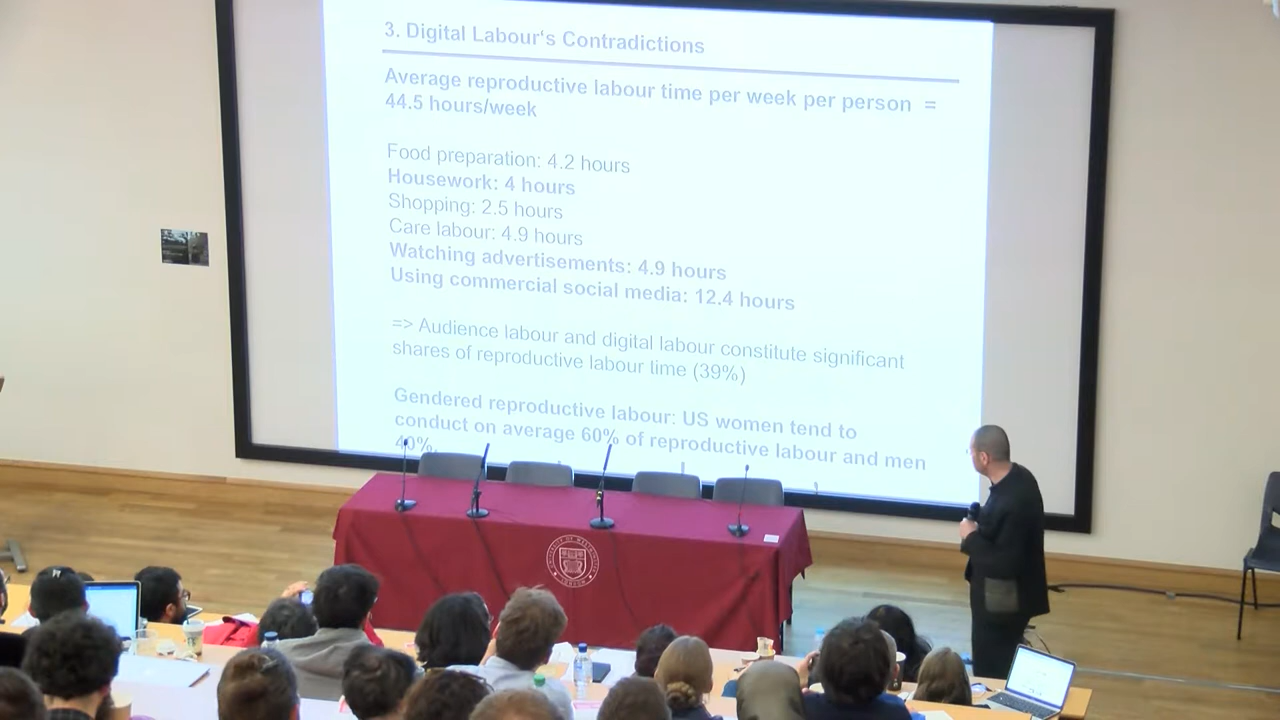 3. Digital Labour's Contradictions
Average reproductive labour time per week per person =
44.5 hours/week
Food preparation: 4.2 hours
Housework: 4 hours
Shopping: 2.5 hours
Care labour: 4.9 hours
Watching advertisements: 4.9 hours
Using commercial social media: 12.4 hours
=> Audience labour and digital labour constitute significant
shares of reproductive labour time (39%)
Gendered reproductive labour: US women tend to
conduct on average 60% of reproductive labour and men
40%.